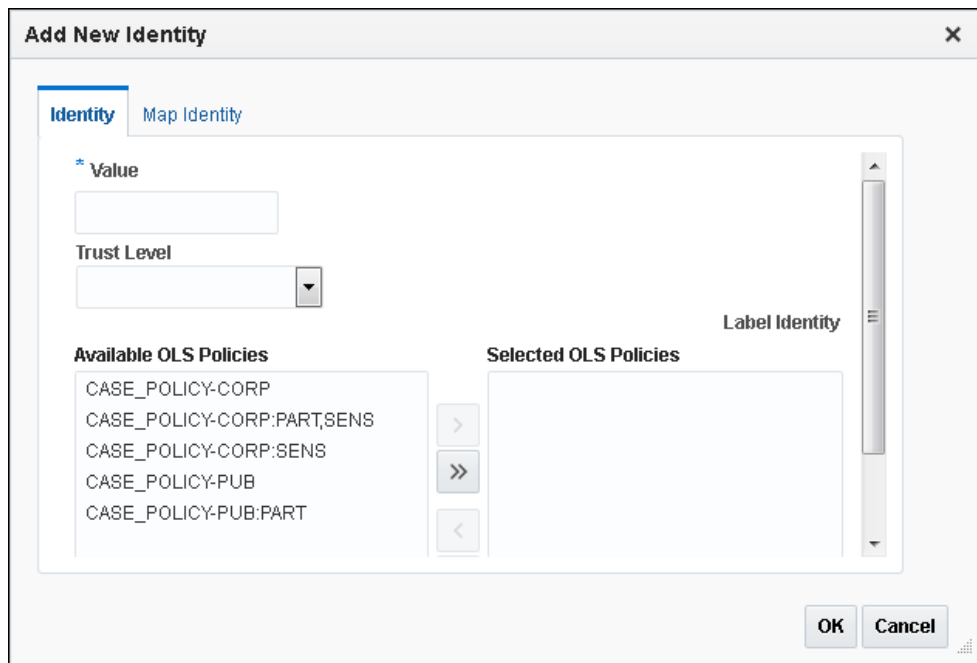 Add New Identity
Identity
Map Identity
* Value
Trust Level
Label Identity
Available OLS Policies
Selected OLS Policies
CASE_POLICY-CORP
CASE_POLICY-CORP:PART,SENS
CASE_POLICY-CORP:SENS
CASE_POLICY-PUB
CASE_POLICY-PUB:PART
OK
Cancel